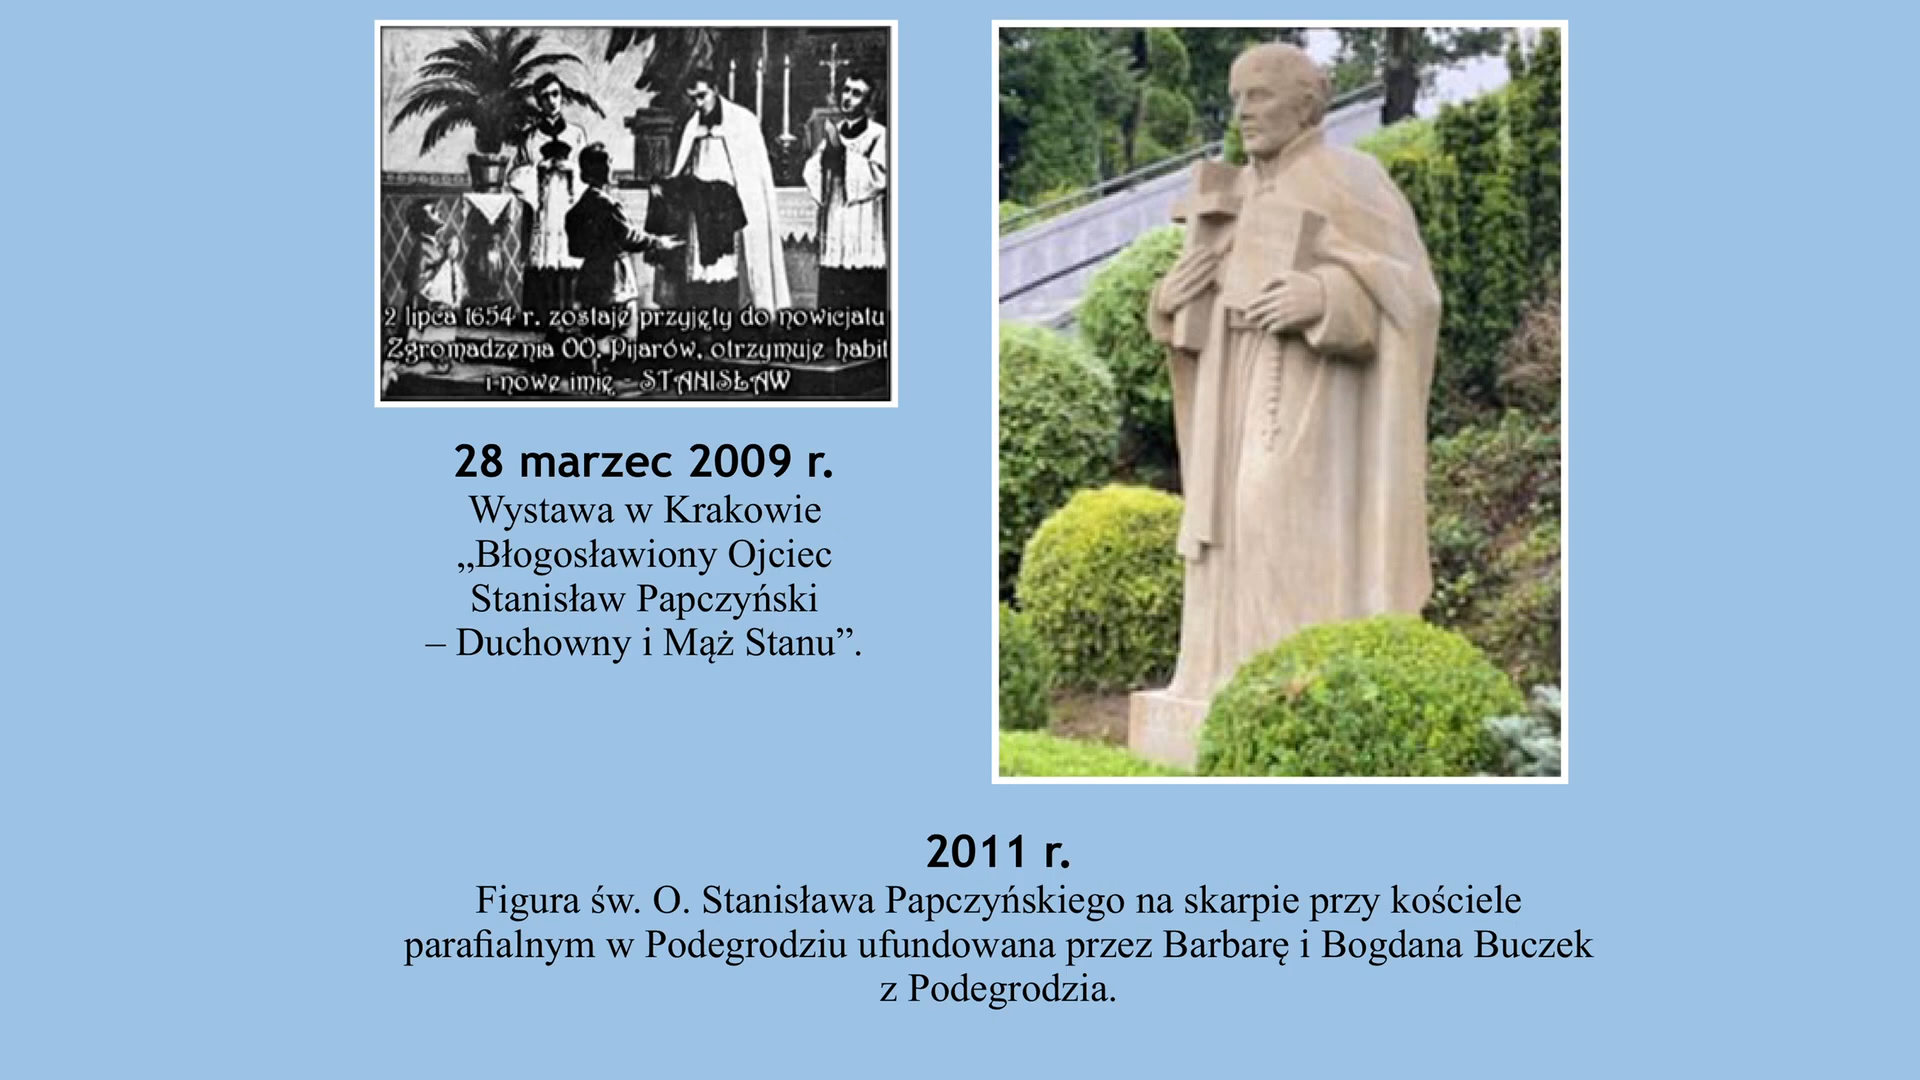 2 lipca 1654 r. zostaje przyjęty do nowicjatu
Zgromadzenia OO. Pijarów, otrzymuje habit
i nowe imię - STANISŁAW
28 marzec 2009 r.
Wystawa w Krakowie
„Błogosławiony Ojciec
Stanisław Papczyński
– Duchowny i Mąż Stanu”.
2011 r.
Figura św. O. Stanisława Papczyńskiego na skarpie przy kościele
parafialnym w Podegrodziu ufundowana przez Barbarę i Bogdana Buczek
z Podegrodzia.